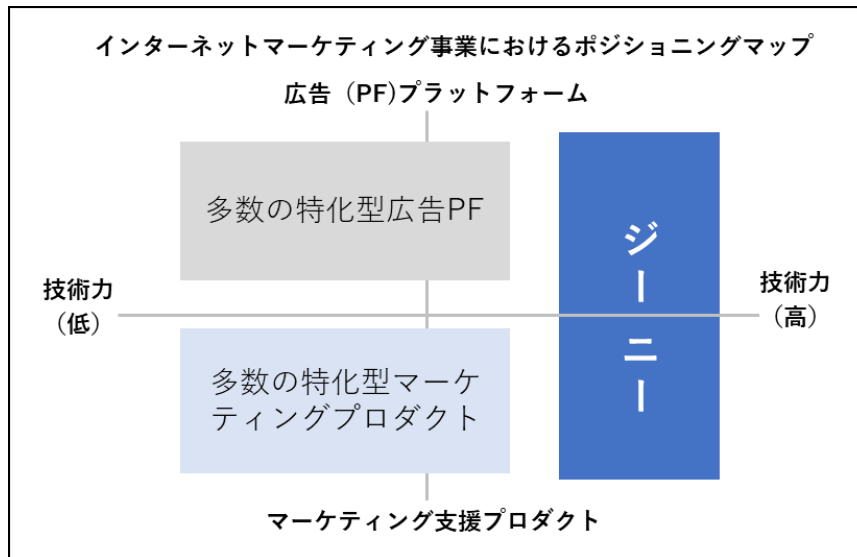 インターネットマーケティング事業におけるポジショニングマップ
広告（PF)プラットフォーム
多数の特化型広告PF
ジーニー
技術力
（低）
技術力
（高）
多数の特化型マーケ
ティングプロダクト
マーケティング支援プロダクト